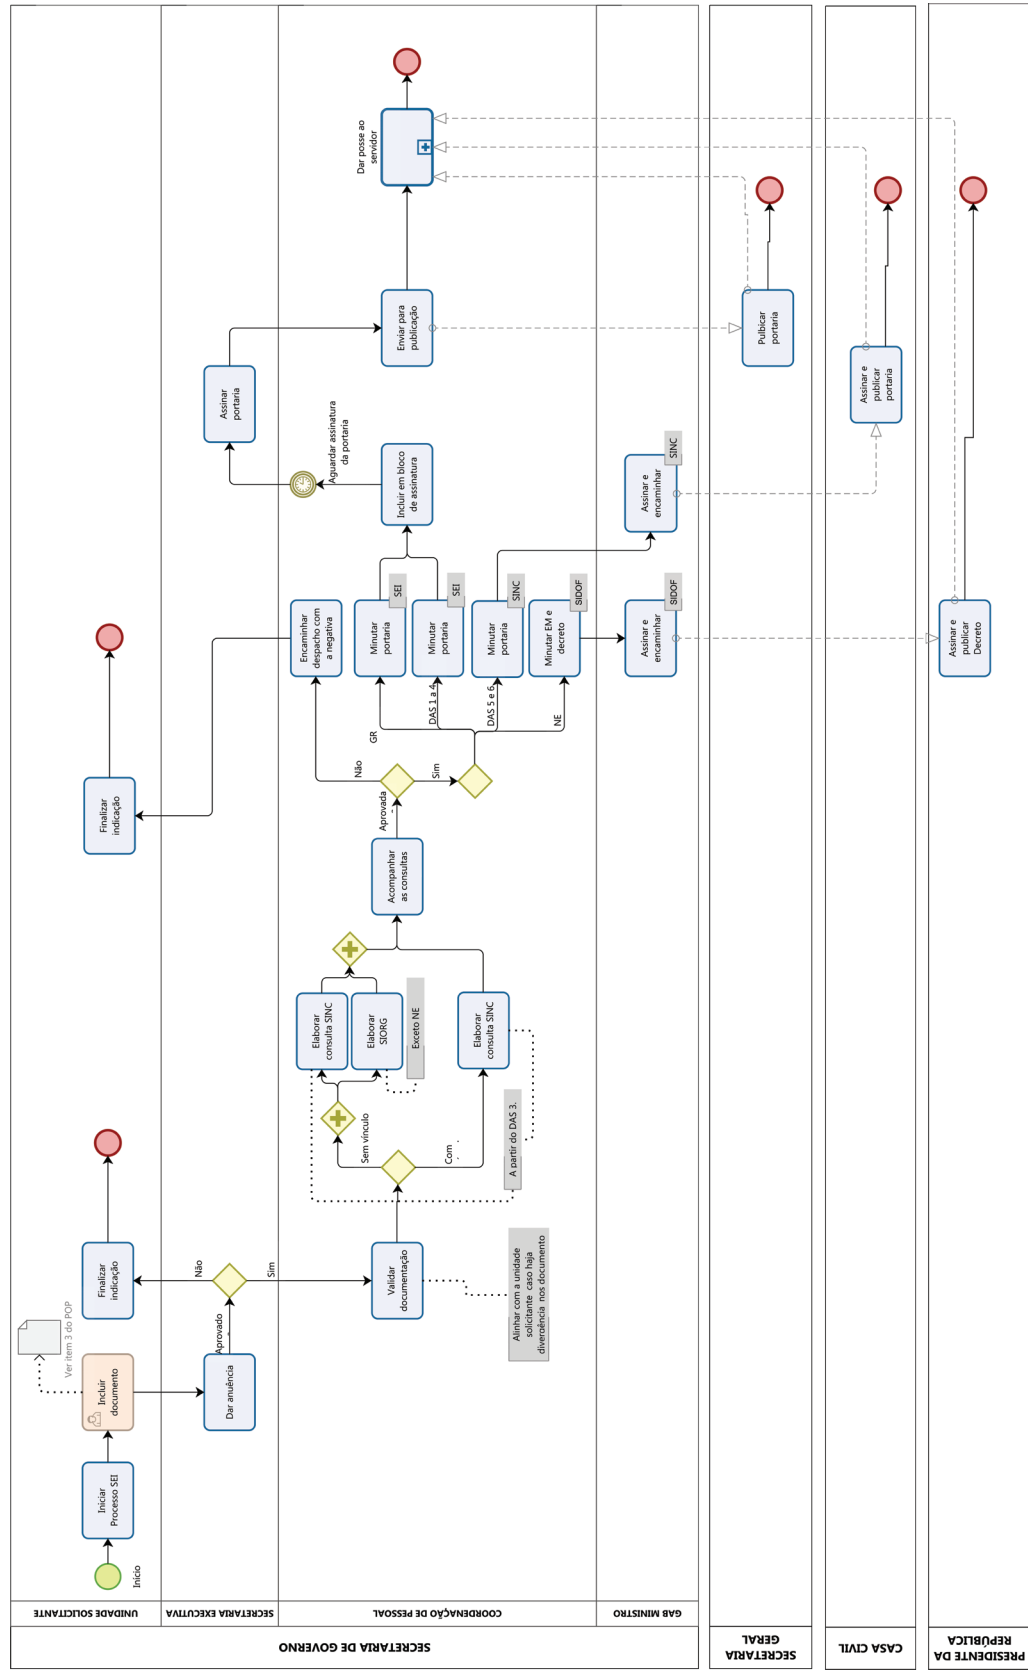 SECRETARIA DE GOVERNO
UNIDADE SOLICITANTE
SECRETARIA EXECUTIVA
COORDENAÇÃO DE PESSOAL
GAB MINISTRO
SECRETARIA
GERAL
CASA CIVIL
PRESIDENTE DA
REPÚBLICA
Início
Iniciar
Processo SEI
Incluir
documento
Ver item 3 do POP
Finalizar
indicação
Finalizar
indicação
Dar anuência
Aprovado
Não
Sim
Assinar
portaria
Validar
documentação
Alinhar com a unidade
solicitante caso haja
divergência nos documento
Sem vínculo
Com
A partir do DAS 3.
Elaborar
consulta SINC
Elaborar
SIORG
Exceto NE
Elaborar
consulta SINC
Acompanhar
as consultas
Aprovada
Não
Sim
GR
DAS 1 a 4
DAS 5 e 6
NE
Encaminhar
despacho com
a negativa
Minutar
portaria
SEI
Minutar
portaria
SEI
Minutar
portaria
SINC
Minutar EM e
decreto
SIDOF
Incluir em bloco
de assinatura
Aguardar assinatura
da portaria
Enviar para
publicação
Dar posse ao
servidor
Assinar e
encaminhar
SIDOF
Assinar e
encaminhar
SINC
Pulbicar
portaria
Assinar e
publicar
portaria
Assinar e
publicar
Decreto